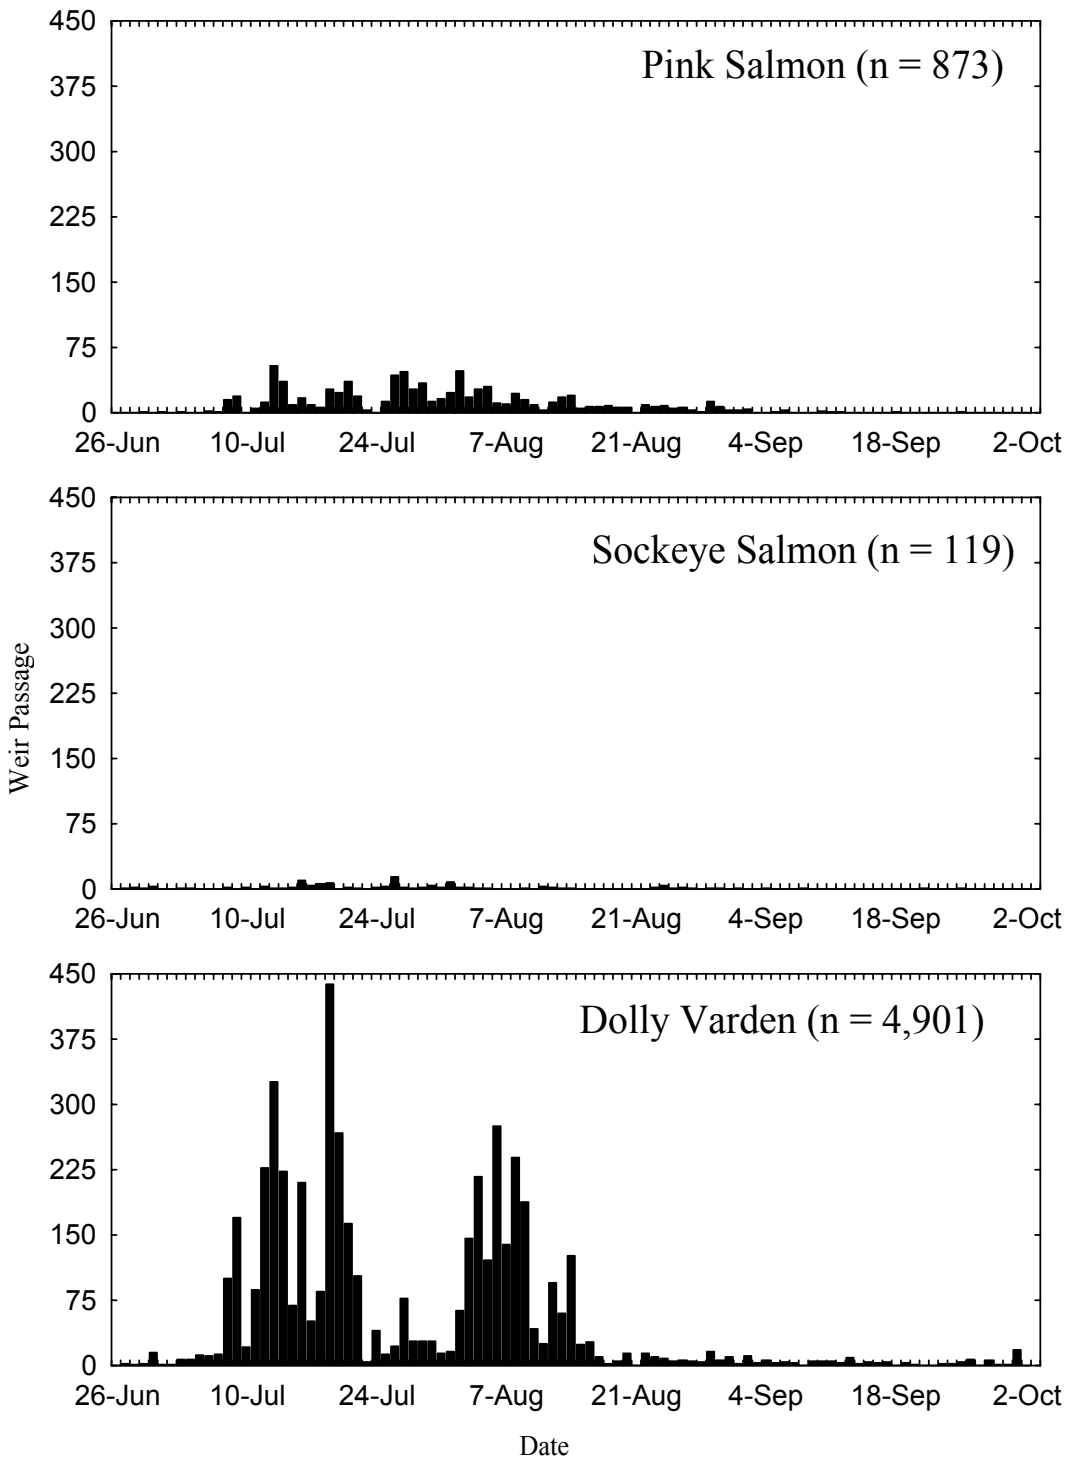 450
Pink Salmon (n = 873)
375
300
225
150
75
0
26-Jun 10-Jul 24-Jul 7-Aug 21-Aug 4-Sep 18-Sep 2-Oct
450
Sockeye Salmon (n = 119)
375
300
225
150
75
0
26-Jun 10-Jul 24-Jul 7-Aug 21-Aug 4-Sep 18-Sep 2-Oct
Weir Passage
450
Dolly Varden (n = 4,901)
375
300
225
150
75
0
26-Jun 10-Jul 24-Jul 7-Aug 21-Aug 4-Sep 18-Sep 2-Oct
Date